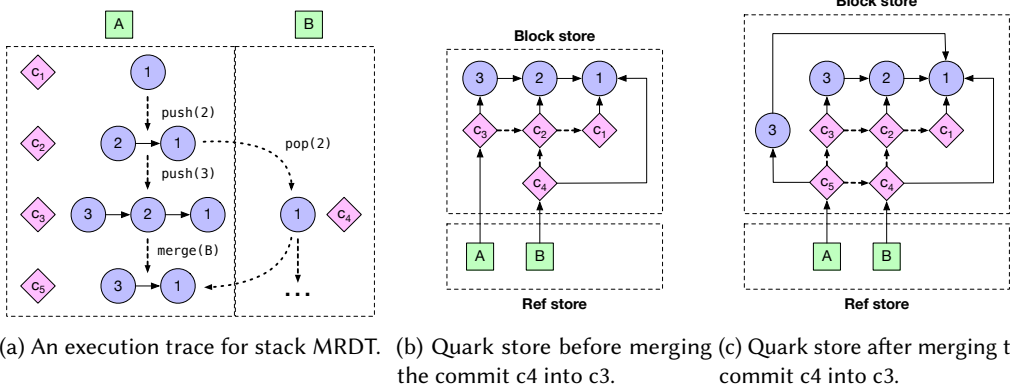 A
B
c1
1
push(2)
c2
2
1
pop(2)
push(3)
c3
3
2
1
1
c4
merge(B)
c5
3
1
...
(a) An execution trace for stack MRDT.
Block store
3
2
1
c3
c2
c1
c4
A
B
Ref store
(b) Quark store before merging
the commit c4 into c3.
Block store
3
2
1
3
c3
c2
c1
c5
c4
A
B
Ref store
(c) Quark store after merging t
commit c4 into c3.